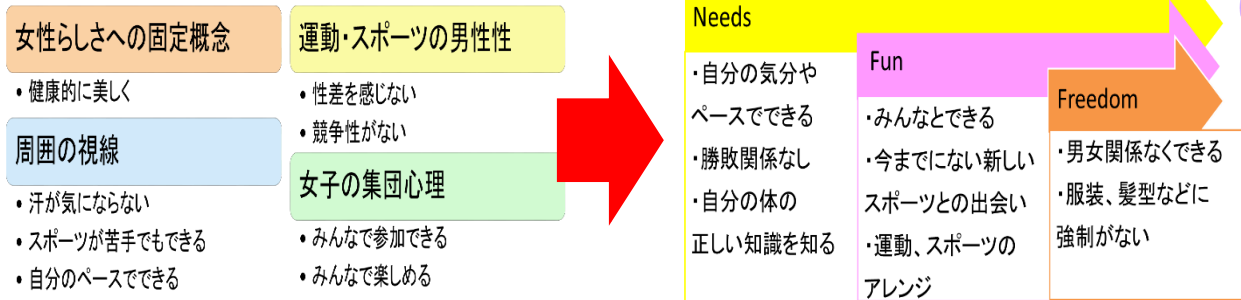 女性らしさへの固定概念
• 健康的に美しく
周囲の視線
• 汗が気にならない
• スポーツが苦手でもできる
• 自分のペースでできる
運動・スポーツの男性性
• 性差を感じない
• 競争性がない
女子の集団心理
• みんなで参加できる
• みんなで楽しめる
Needs
・自分の気分や
ペースでできる
・勝敗関係なし
・自分の体の
正しい知識を知る
Fun
・みんなとできる
・今までにない新しい
スポーツとの出会い
・運動、スポーツの
アレンジ
Freedom
・男女関係なくできる
・服装、髪型などに
強制がない